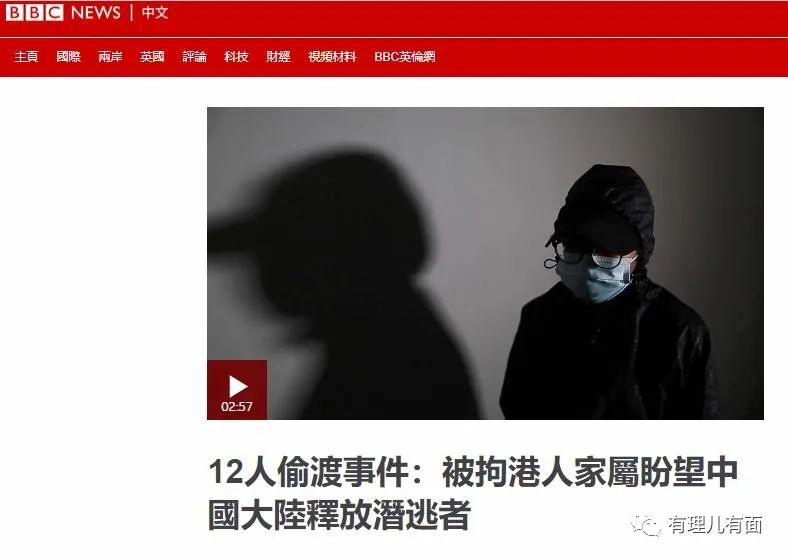 BBC NEWS | 中文
主頁 國際 兩岸 英國 評論 科技 財經 視頻材料 BBC英倫網
02:57
12人偷渡事件：被拘港人家屬盼望中
國大陸釋放潛逃者
有理儿有面